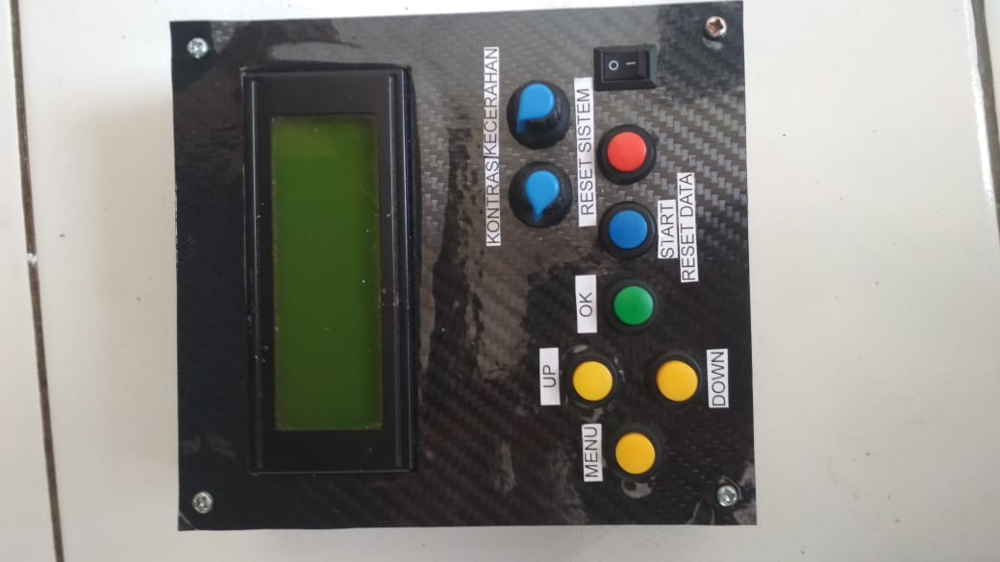 KONTRAS
KECERAHAN
RESET SISTEM
START
RESET DATA
OK
UP
DOWN
MENU
O I